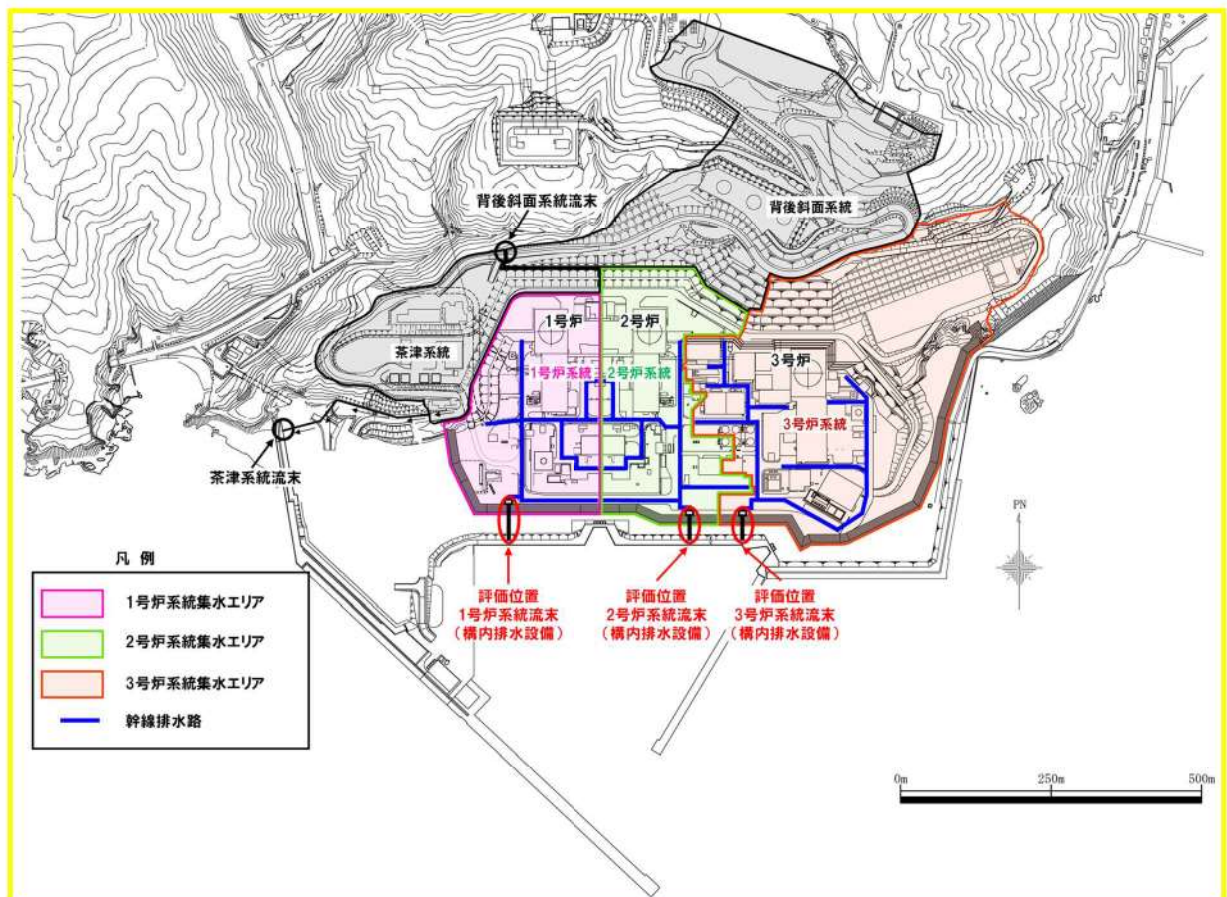 背後斜面系統流末
背後斜面系統
1号炉
2号炉
3号炉
茶津系統
1号炉系統
2号炉系統
3号炉系統
茶津系統流末
PN
凡 例
1号炉系統集水エリア
2号炉系統集水エリア
3号炉系統集水エリア
幹線排水路
評価位置
1号炉系統流末
(構内排水設備)
評価位置
2号炉系統流末
(構内排水設備)
評価位置
3号炉系統流末
(構内排水設備)
0m
250m
500m